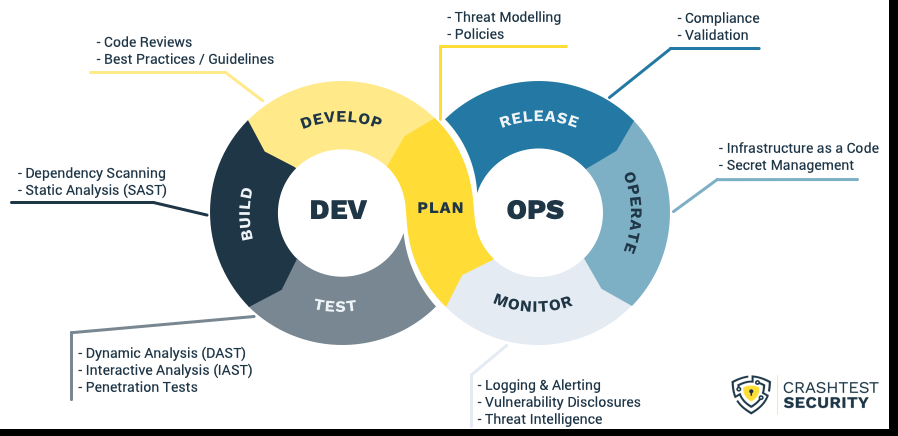 - Threat Modelling
- Policies
- Compliance
- Validation
- Code Reviews
- Best Practices / Guidelines
DEVELOP
RELEASE
- Infrastructure as a Code
- Secret Management
- Dependency Scanning
- Static Analysis (SAST)
BUILD
DEV
PLAN
OPS
OPERATE
TEST
MONITOR
- Dynamic Analysis (DAST)
- Interactive Analysis (IAST)
- Penetration Tests
- Logging & Alerting
- Vulnerability Disclosures
- Threat Intelligence
CRASHTEST
SECURITY